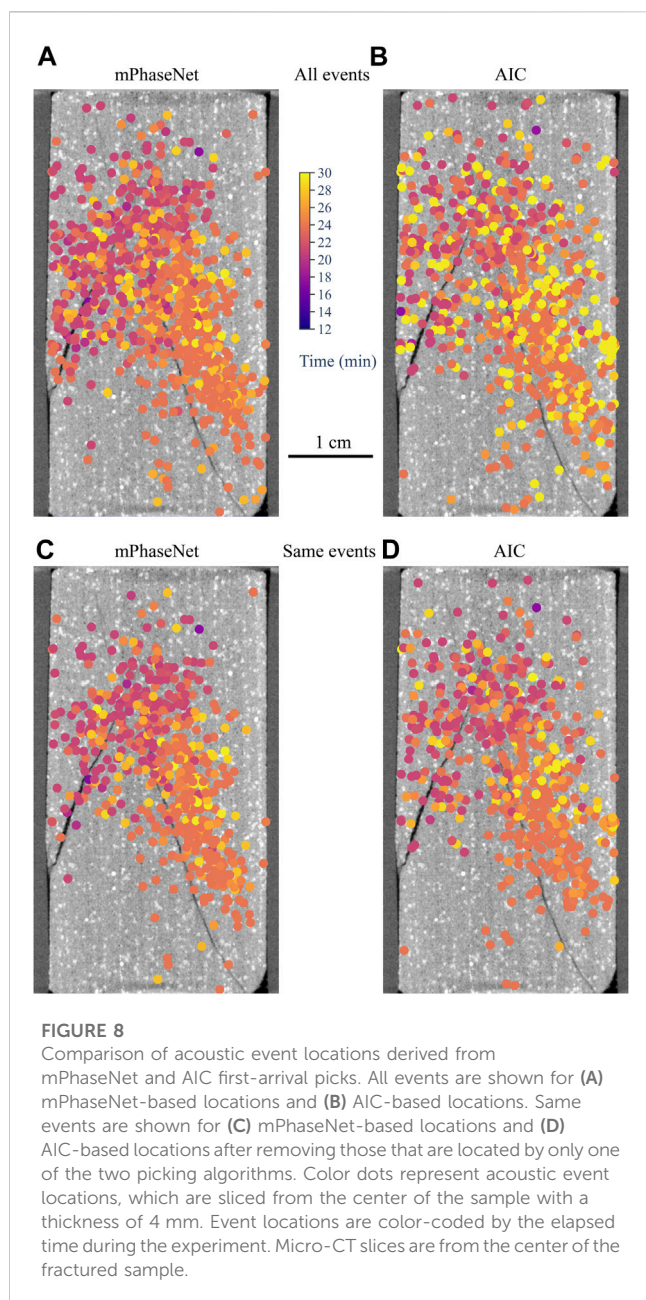 A
mPhaseNet
All events
B
AIC
30
28
26
24
22
20
18
16
14
12
Time (min)
1 cm
C
mPhaseNet
Same events
D
AIC
FIGURE 8
Comparison of acoustic event locations derived from
mPhaseNet and AIC first-arrival picks. All events are shown for (A)
mPhaseNet-based locations and (B) AIC-based locations. Same
events are shown for (C) mPhaseNet-based locations and (D)
AIC-based locations after removing those that are located by only one
of the two picking algorithms. Color dots represent acoustic event
locations, which are sliced from the center of the sample with a
thickness of 4 mm. Event locations are color-coded by the elapsed
time during the experiment. Micro-CT slices are from the center of the
fractured sample.